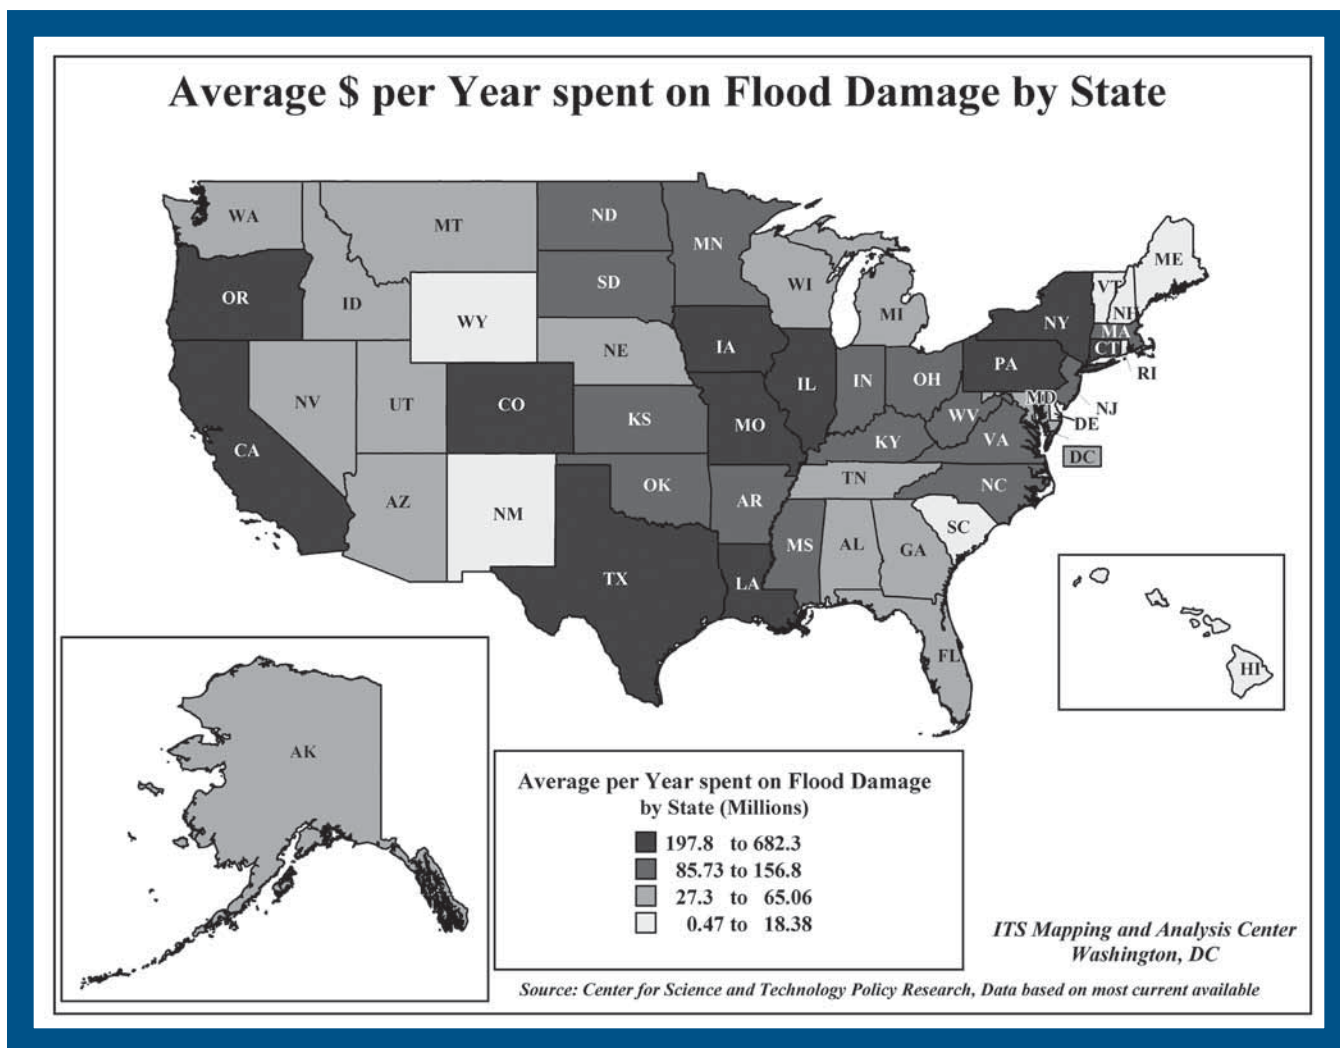 Average $ per Year spent on Flood Damage by State
WA
MT
ND
MN
OR
ID
WY
SD
WI
MI
ME
VT
NH
NY
MA
CT
RI
NE
IA
PA
NV
UT
CO
KS
MO
IL
IN
OH
WV
MD
NJ
DE
DC
CA
AZ
NM
OK
AR
KY
VA
TN
NC
SC
TX
LA
MS
AL
GA
FL
HI
AK
Average per Year spent on Flood Damage
by State (Millions)
197.8 to 682.3
85.73 to 156.8
27.3 to 65.06
0.47 to 18.38
ITS Mapping and Analysis Center
Washington, DC
Source: Center for Science and Technology Policy Research, Data based on most current available